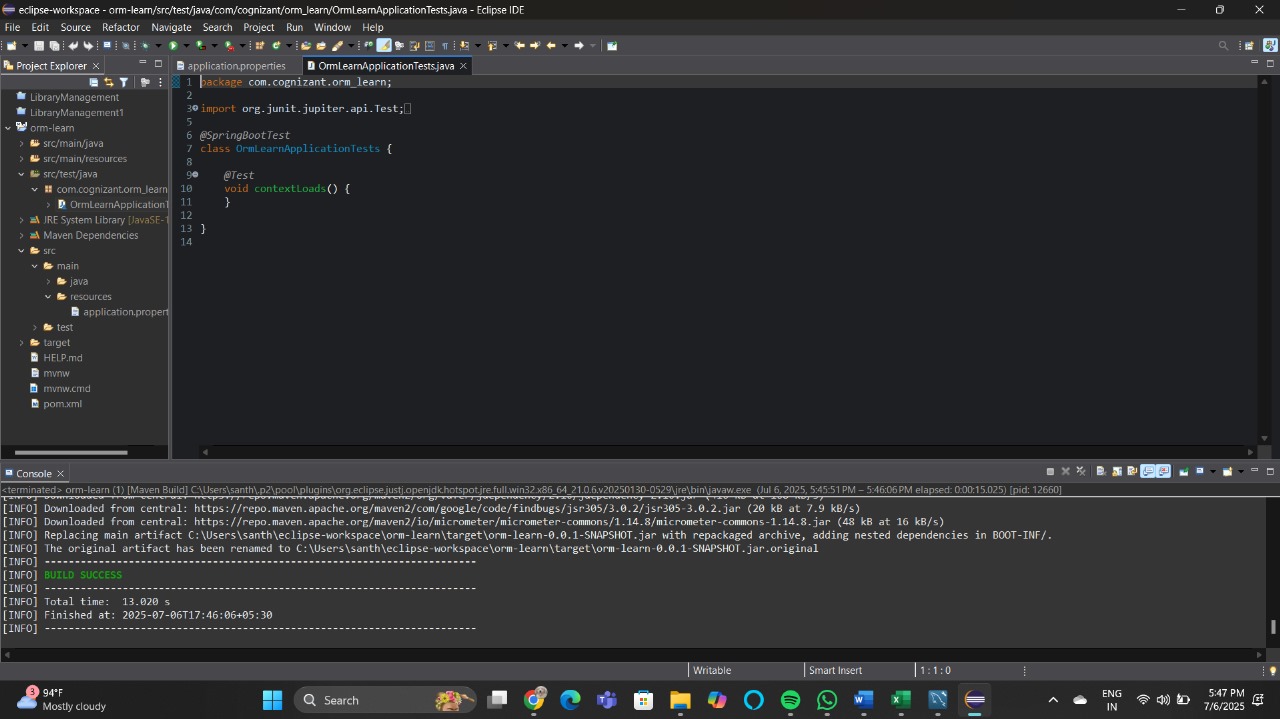 eclipse-workspace - orm-learn/src/test/java/com/cognizant/orm_learn/OrmLearnApplicationTests.java - Eclipse IDE
File Edit Source Refactor Navigate Search Project Run Window Help
Project Explorer
application.properties OrmLearnApplicationTests.java
LibraryManagement
LibraryManagement1
orm-learn
src/main/java
src/main/resources
src/test/java
com.cognizant.orm_learn
OrmLearnApplicationT
JRE System Library [JavaSE-1
Maven Dependencies
src
main
java
resources
application.propert
test
target
HELP.md
mvnw
mvnw.cmd
pom.xml
1 package com.cognizant.orm_learn;
2
3 import org.junit.jupiter.api.Test;
5
6 @SpringBootTest
7 class OrmLearnApplicationTests {
8
9 @Test
10 void contextLoads() {
11 }
12
13 }
14
Console
<terminated> orm-learn (1) [Maven Build] C:\Users\santh\.p2\pool\plugins\org.eclipse.justj.openjdk.hotspot.jre.full.win32.x86_64_21.0.6.v20250130-0529\jre\bin\javaw.exe (Jul 6, 2025, 5:45:51 PM – 5:46:06 PM elapsed: 0:00:15.025) [pid: 12660]
[INFO] Downloaded from central: https://repo.maven.apache.org/maven2/com/google/code/findbugs/jsr305/3.0.2/jsr305-3.0.2.jar (20 kB at 7.9 kB/s)
[INFO] Downloaded from central: https://repo.maven.apache.org/maven2/io/micrometer/micrometer-commons/1.14.8/micrometer-commons-1.14.8.jar (48 kB at 16 kB/s)
[INFO] Replacing main artifact C:\Users\santh\eclipse-workspace\orm-learn\target\orm-learn-0.0.1-SNAPSHOT.jar with repackaged archive, adding nested dependencies in BOOT-INF/.
[INFO] The original artifact has been renamed to C:\Users\santh\eclipse-workspace\orm-learn\target\orm-learn-0.0.1-SNAPSHOT.jar.original
[INFO] ------------------------------------------------------------------------
[INFO] BUILD SUCCESS
[INFO] ------------------------------------------------------------------------
[INFO] Total time:  13.020 s
[INFO] Finished at: 2025-07-06T17:46:06+05:30
[INFO] ------------------------------------------------------------------------
Writable Smart Insert 1 : 1 : 0
3 94°F
Mostly cloudy
Search
ENG
IN
5:47 PM
7/6/2025